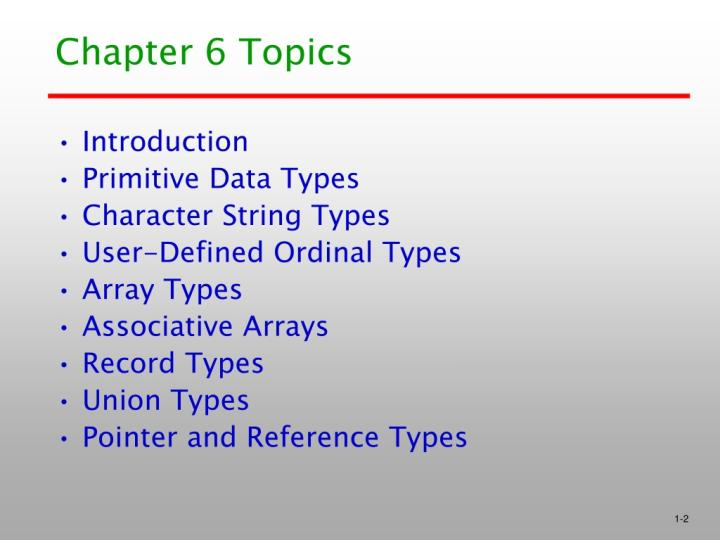 Chapter 6 Topics
• Introduction
• Primitive Data Types
• Character String Types
• User-Defined Ordinal Types
• Array Types
• Associative Arrays
• Record Types
• Union Types
• Pointer and Reference Types
1-2